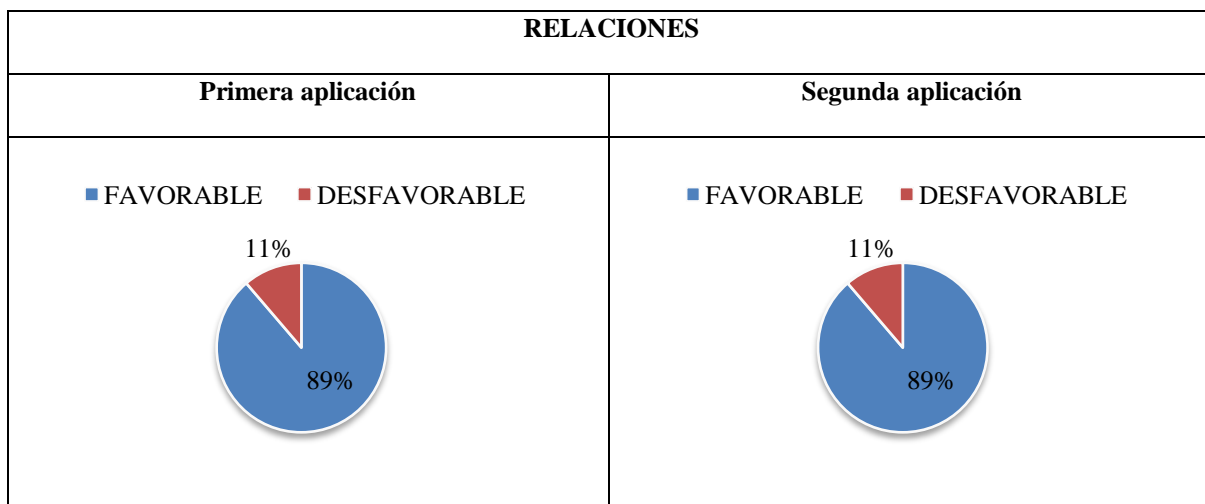 RELACIONES
Primera aplicación
Segunda aplicación
FAVORABLE DESFAVORABLE
11%
89%
FAVORABLE DESFAVORABLE
11%
89%